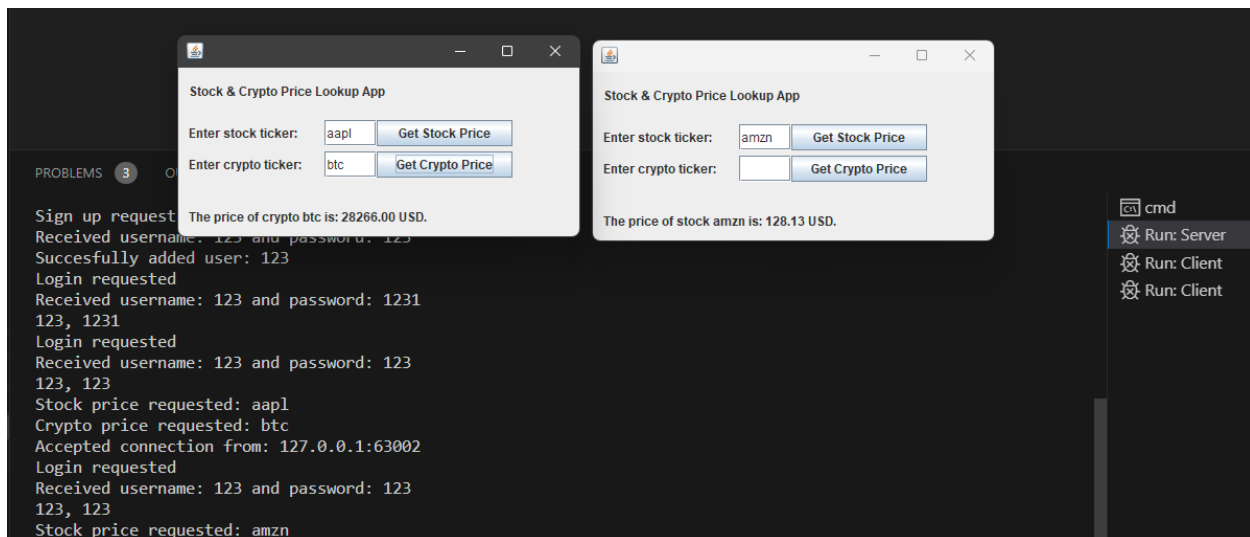 Stock & Crypto Price Lookup App
Enter stock ticker: aapl Get Stock Price
Enter crypto ticker: btc Get Crypto Price
The price of crypto btc is: 28266.00 USD.
Stock & Crypto Price Lookup App
Enter stock ticker: amzn Get Stock Price
Enter crypto ticker: Get Crypto Price
The price of stock amzn is: 128.13 USD.
PROBLEMS 3 O
Sign up request
Received username: 123 and password: 123
Succesfully added user: 123
Login requested
Received username: 123 and password: 1231
123, 1231
Login requested
Received username: 123 and password: 123
123, 123
Stock price requested: aapl
Crypto price requested: btc
Accepted connection from: 127.0.0.1:63002
Login requested
Received username: 123 and password: 123
123, 123
Stock price requested: amzn
cmd
Run: Server
Run: Client
Run: Client